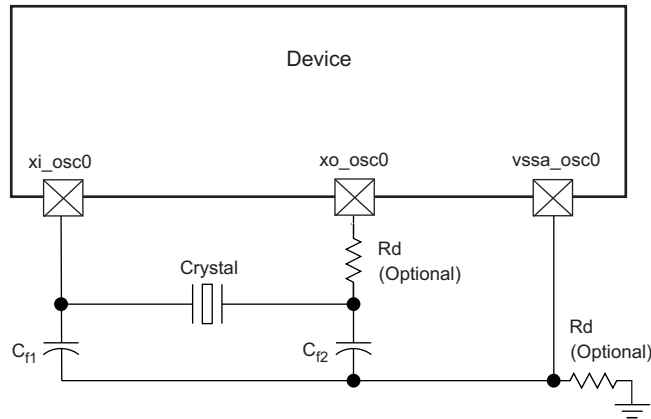 Device
xi_osc0
xo_osc0
vssa_osc0
Rd
(Optional)
Crystal
Rd
(Optional)
Cf1
Cf2